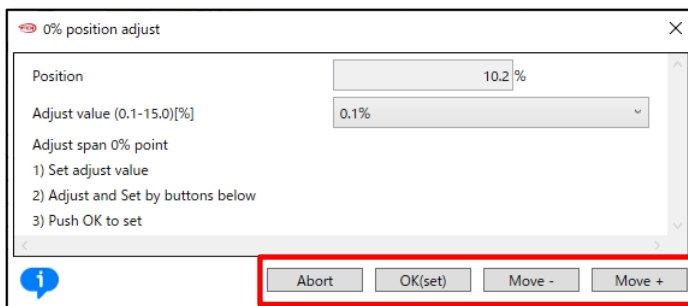 0% position adjust
Position
10.2 %
Adjust value (0.1-15.0)[%]
0.1%
Adjust span 0% point
1) Set adjust value
2) Adjust and Set by buttons below
3) Push OK to set
Abort
OK(set)
Move -
Move +